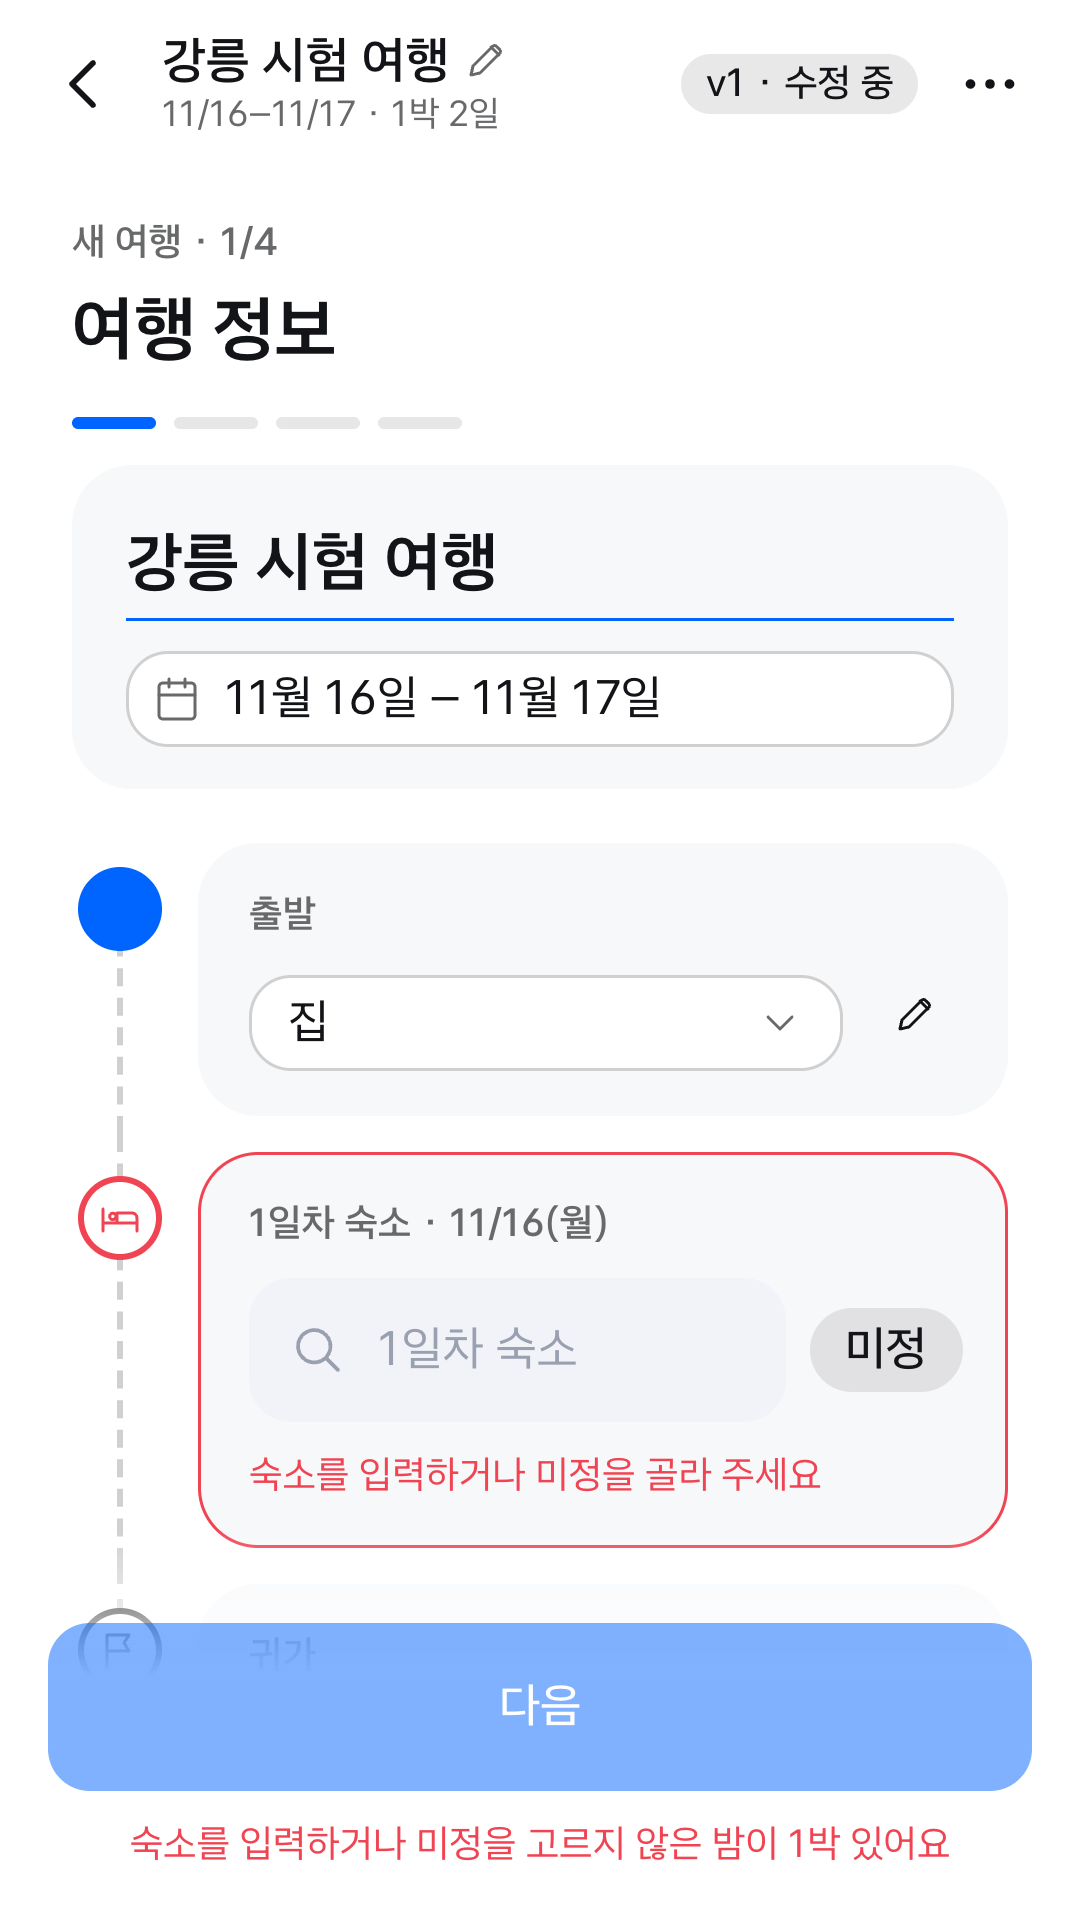 강릉 시험 여행
11/16–11/17 · 1박 2일
v1 · 수정 중
새 여행 · 1/4
여행 정보
강릉 시험 여행
11월 16일 – 11월 17일
출발
집
1일차 숙소 · 11/16(월)
1일차 숙소
미정
숙소를 입력하거나 미정을 골라 주세요
귀가
다음
숙소를 입력하거나 미정을 고르지 않은 밤이 1박 있어요